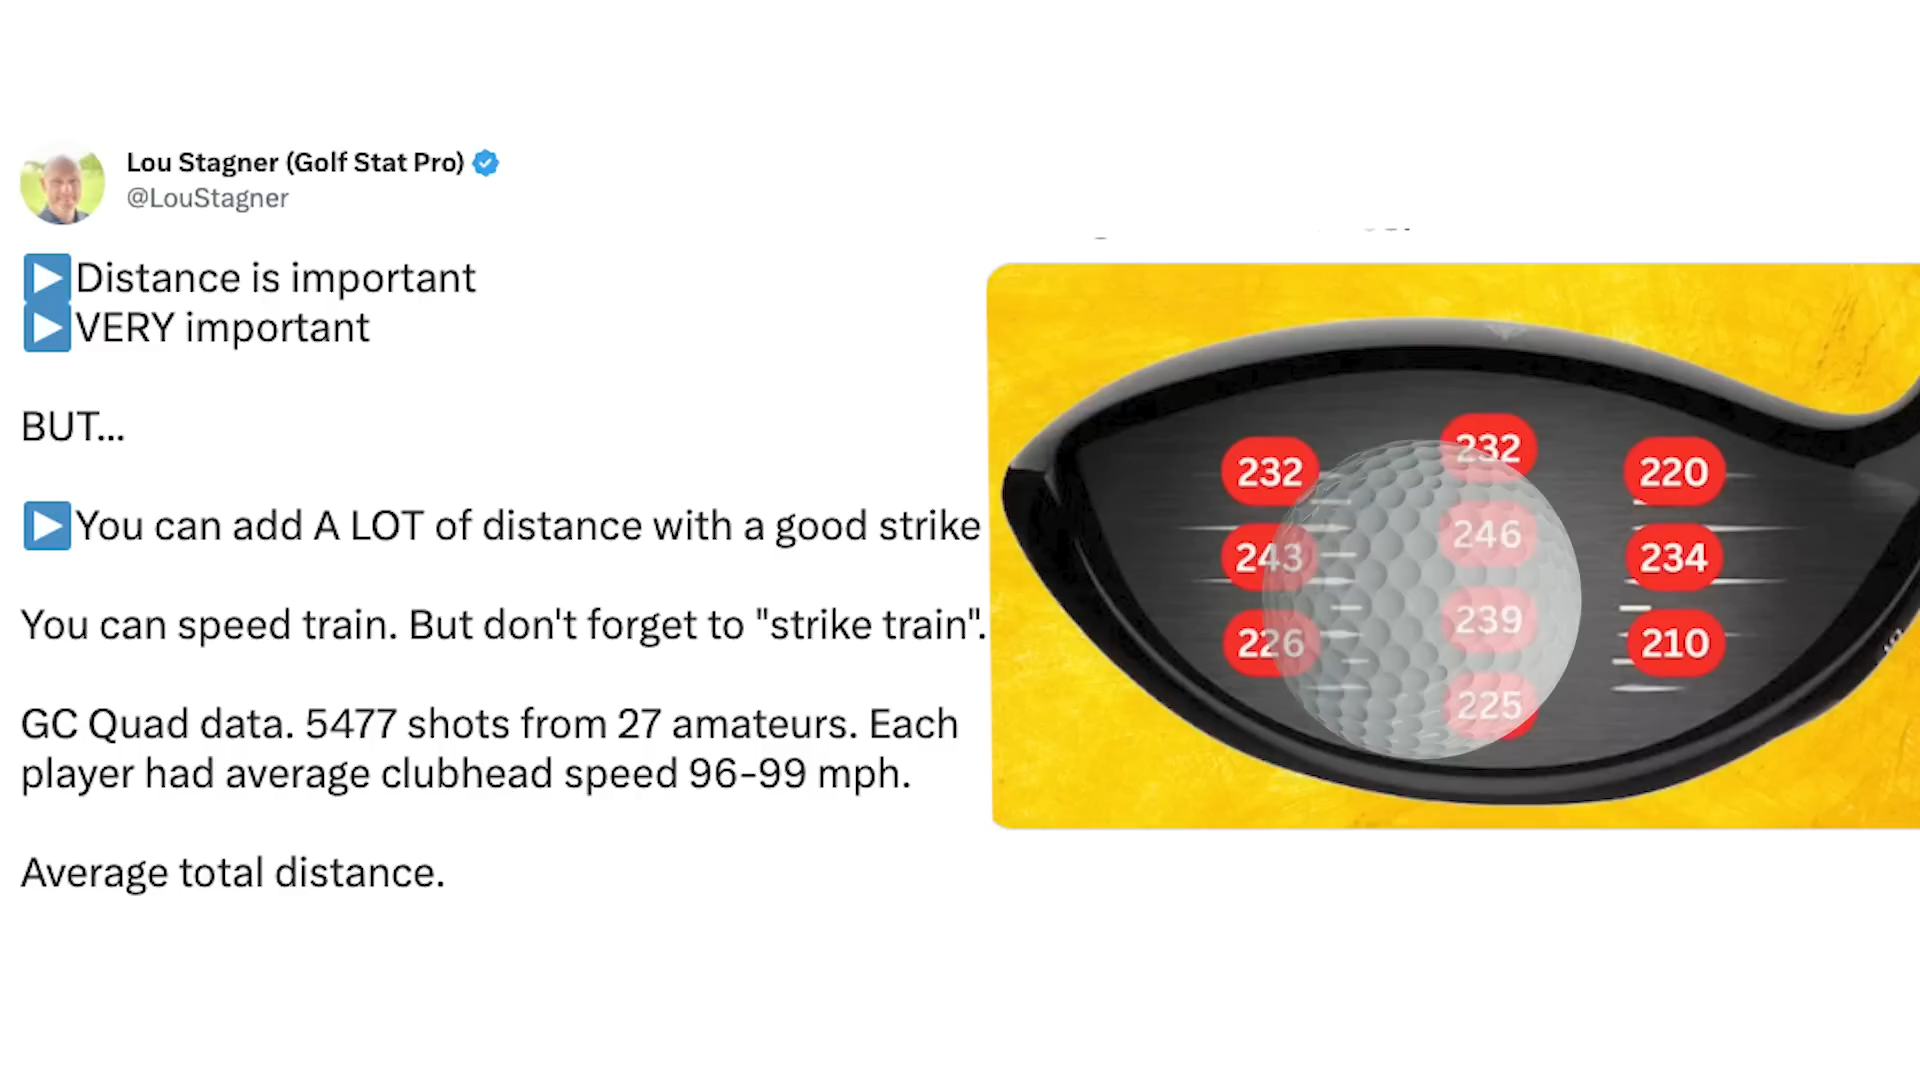 Lou Stagner (Golf Stat Pro)
@LouStagner
Distance is important
VERY important
BUT...
You can add A LOT of distance with a good strike
You can speed train. But don't forget to "strike train".
GC Quad data. 5477 shots from 27 amateurs. Each
player had average clubhead speed 96-99 mph.
Average total distance.
232 232 220
243 246 234
226 239 210
225